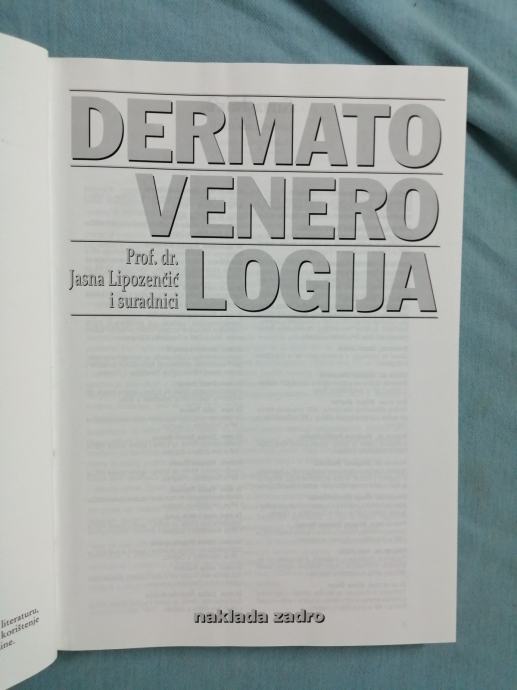 DERMATO
VENERO
LOGIJA
Prof. dr.
Jasna Lipozenčić
i suradnici
literaturu,
korištenje
ine.
naklada zadro